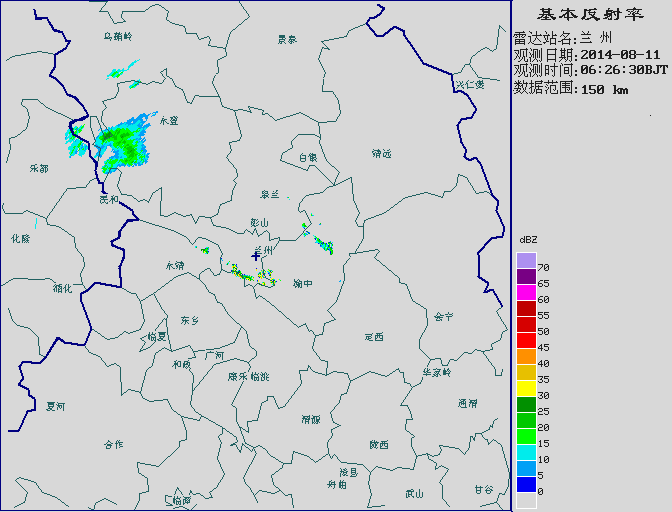 基本反射率
雷达站名:兰 州
观测日期:2014-08-11
观测时间:06:26:30BJT
数据范围:150 km
乌鞘岭
景泰
兴仁堡
永登
白银
靖远
乐都
皋兰
民和
彭山
化隆
兰州
永靖
榆中
循化
东乡
会宁
临夏
定西
广河
和政
康乐 临洮
华家岭
夏河
渭源
通渭
合作
陇西
漳县
岷山
武山
甘谷
临潭
dBZ
70
65
60
55
50
45
40
35
30
25
20
15
10
5
0